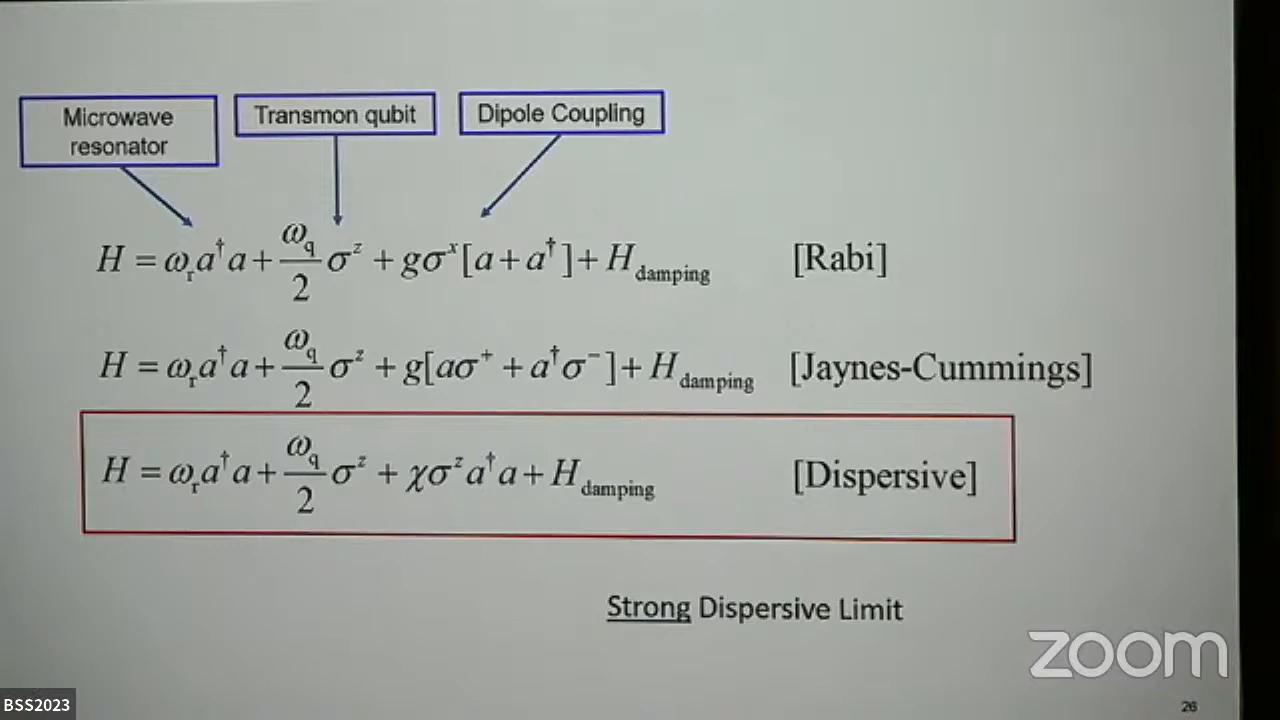 Microwave
resonator
Transmon qubit
Dipole Coupling
H = ω_r a†a + ω_q/2 σ^z + gσ^x[a + a†] + H_damping [Rabi]
H = ω_r a†a + ω_q/2 σ^z + g[aσ^+ + a†σ^−] + H_damping [Jaynes-Cummings]
H = ω_r a†a + ω_q/2 σ^z + χσ^z a†a + H_damping [Dispersive]
Strong Dispersive Limit
zoom
BSS2023
26